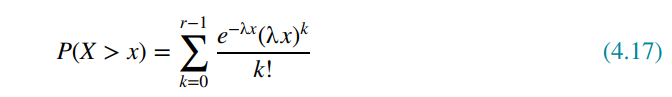 P(X > x) = \sum_{k=0}^{r-1} \frac{e^{-\lambda x}(\lambda x)^k}{k!} (4.17)